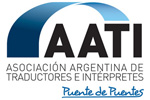 AATI
ASOCIACIÓN ARGENTINA DE
TRADUCTORES E INTÉRPRETES
Puente de Puentes